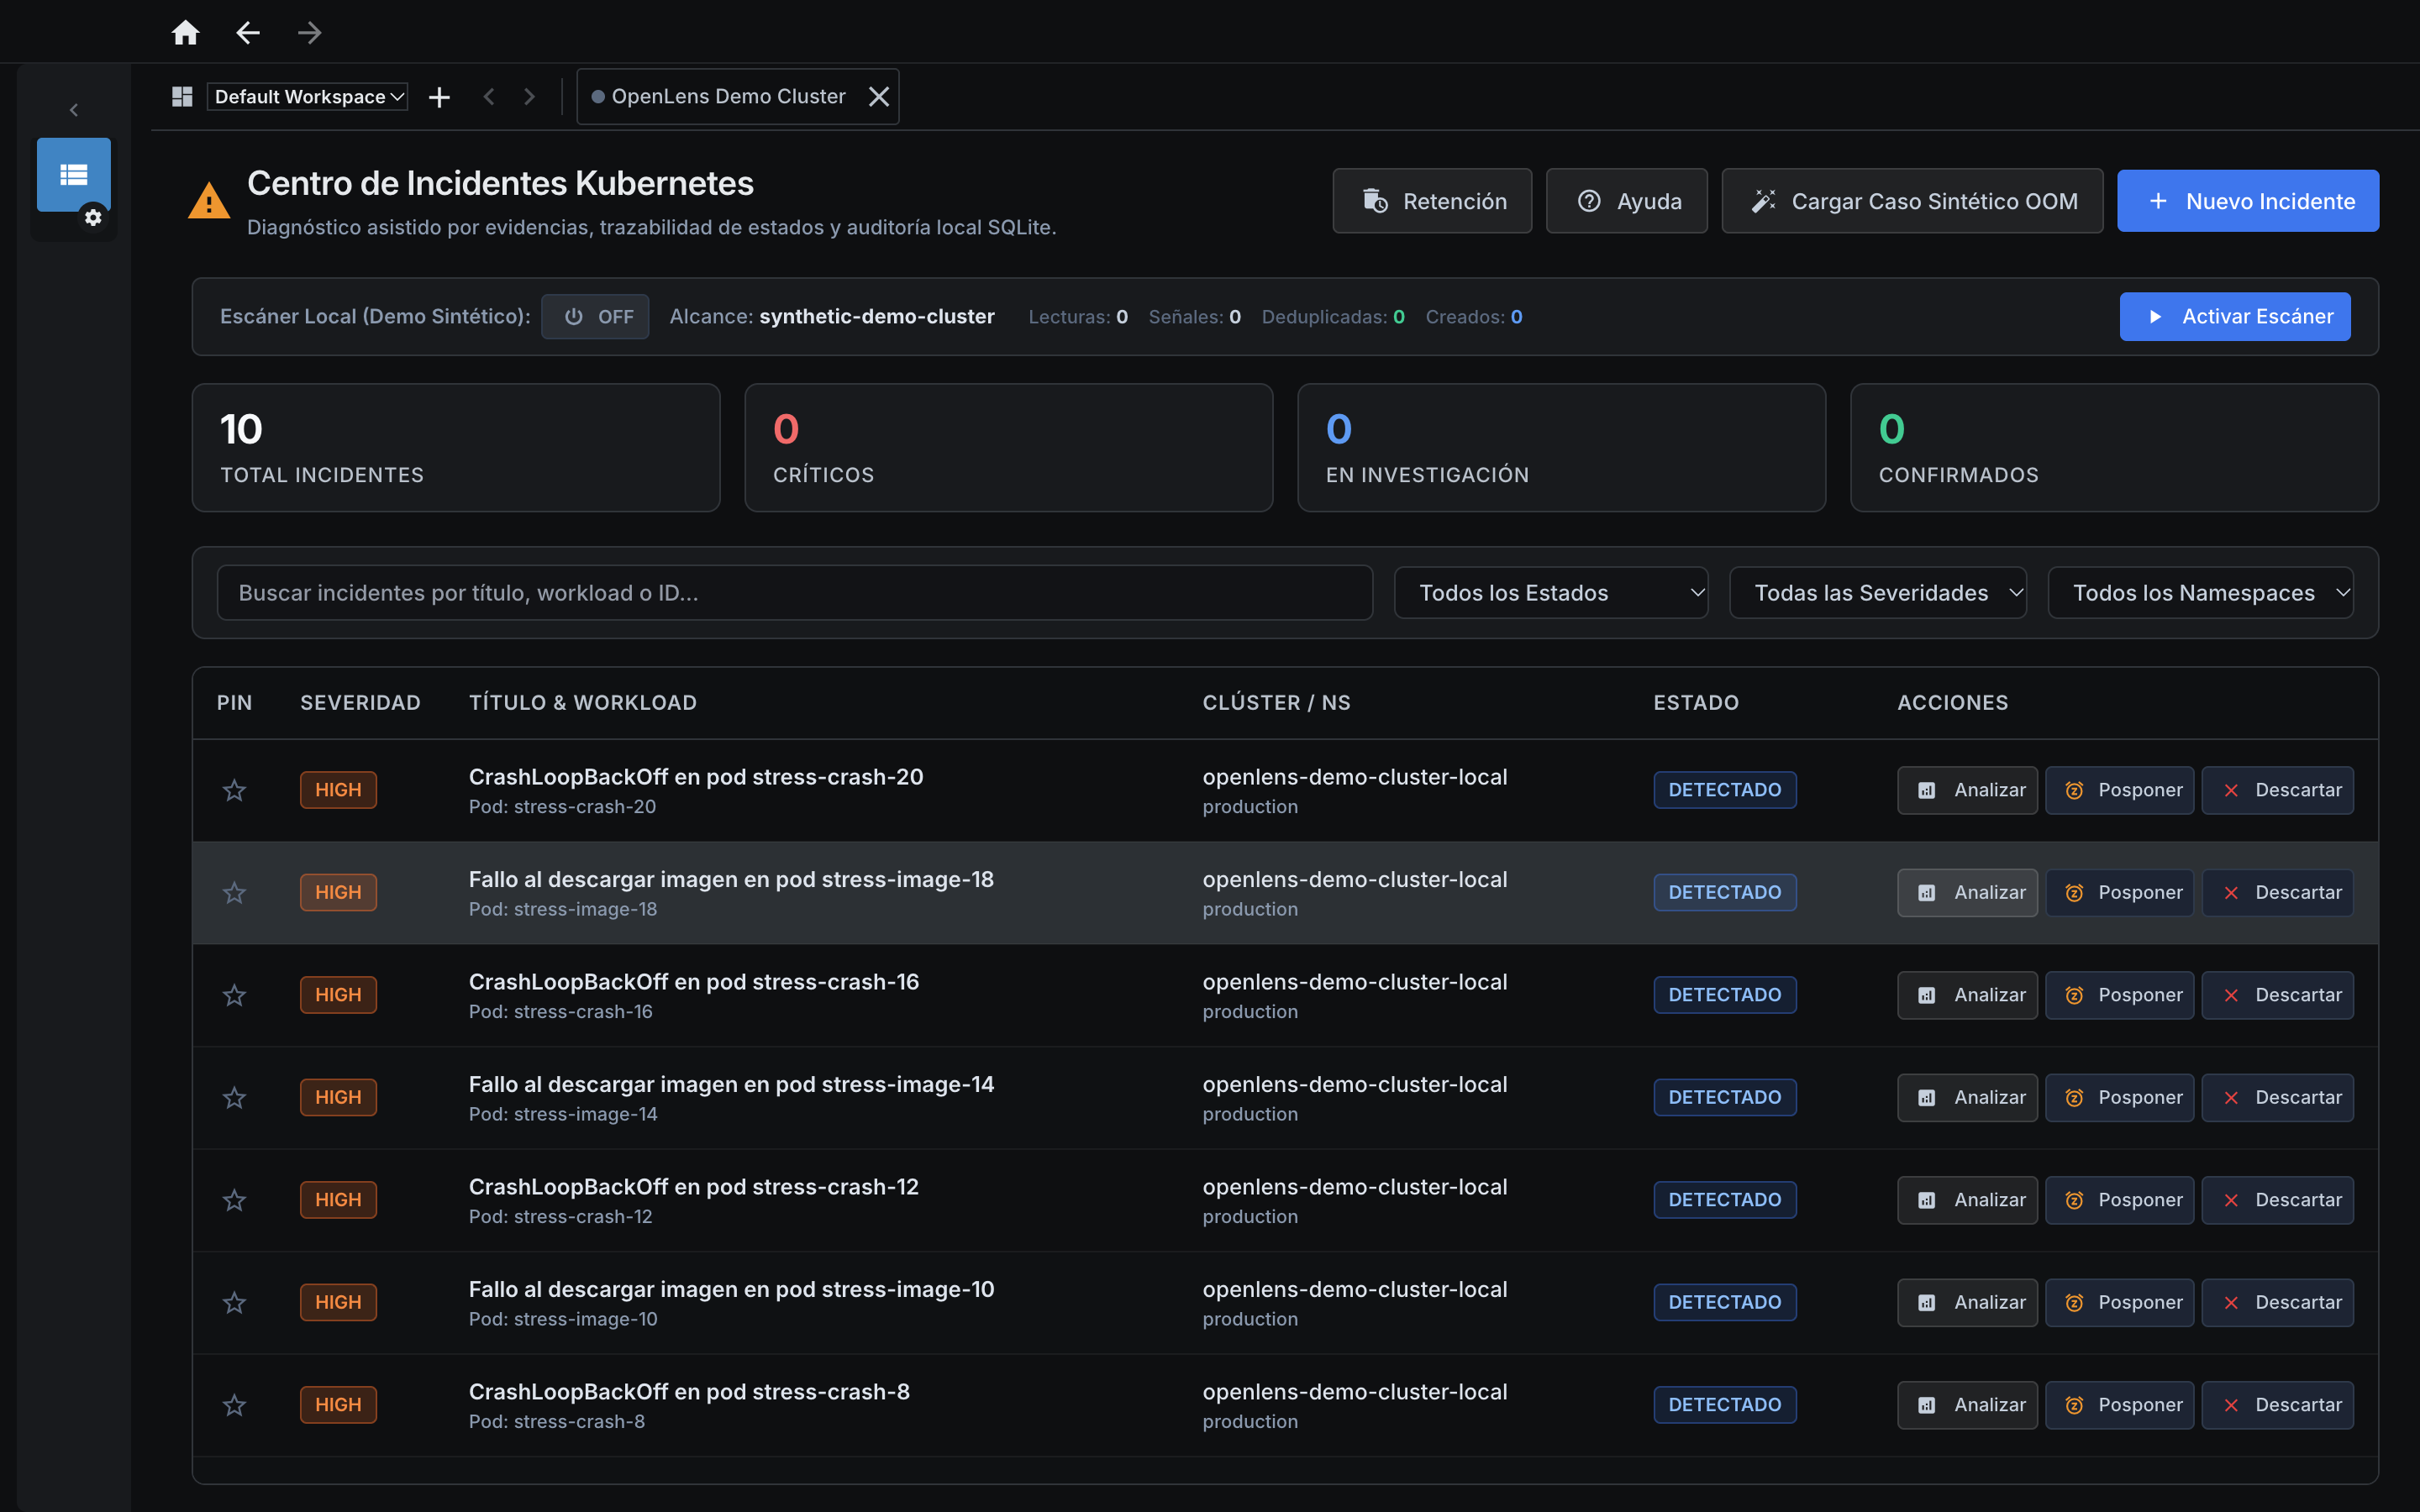 Default Workspace
OpenLens Demo Cluster
Centro de Incidentes Kubernetes
Diagnóstico asistido por evidencias, trazabilidad de estados y auditoría local SQLite.
Retención
Ayuda
Cargar Caso Sintético OOM
+ Nuevo Incidente
Escáner Local (Demo Sintético): OFF Alcance: synthetic-demo-cluster Lecturas: 0 Señales: 0 Deduplicadas: 0 Creados: 0 Activar Escáner
10
TOTAL INCIDENTES
0
CRÍTICOS
0
EN INVESTIGACIÓN
0
CONFIRMADOS
Buscar incidentes por título, workload o ID... Todos los Estados Todas las Severidades Todos los Namespaces
PIN SEVERIDAD TÍTULO & WORKLOAD CLÚSTER / NS ESTADO ACCIONES
HIGH CrashLoopBackOff en pod stress-crash-20 openlens-demo-cluster-local DETECTADO Analizar Posponer Descartar
Pod: stress-crash-20 production
HIGH Fallo al descargar imagen en pod stress-image-18 openlens-demo-cluster-local DETECTADO Analizar Posponer Descartar
Pod: stress-image-18 production
HIGH CrashLoopBackOff en pod stress-crash-16 openlens-demo-cluster-local DETECTADO Analizar Posponer Descartar
Pod: stress-crash-16 production
HIGH Fallo al descargar imagen en pod stress-image-14 openlens-demo-cluster-local DETECTADO Analizar Posponer Descartar
Pod: stress-image-14 production
HIGH CrashLoopBackOff en pod stress-crash-12 openlens-demo-cluster-local DETECTADO Analizar Posponer Descartar
Pod: stress-crash-12 production
HIGH Fallo al descargar imagen en pod stress-image-10 openlens-demo-cluster-local DETECTADO Analizar Posponer Descartar
Pod: stress-image-10 production
HIGH CrashLoopBackOff en pod stress-crash-8 openlens-demo-cluster-local DETECTADO Analizar Posponer Descartar
Pod: stress-crash-8 production